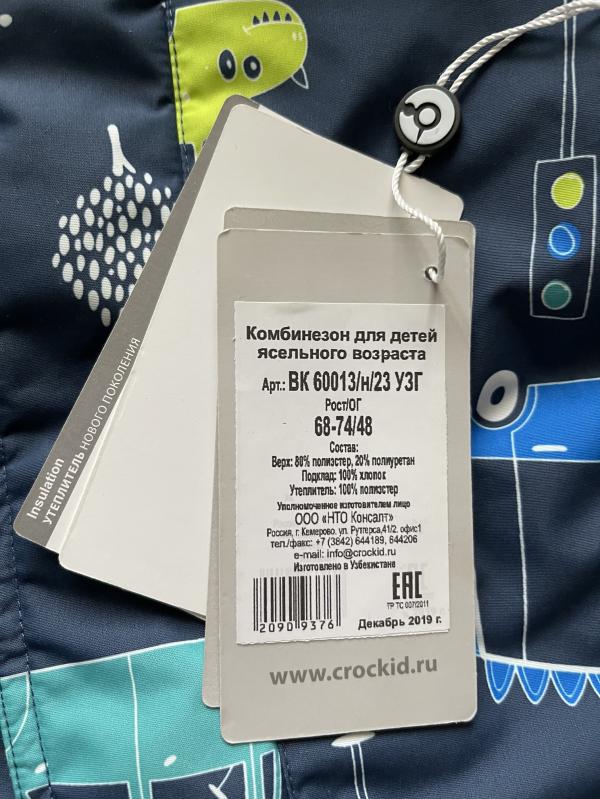 Insulation
УТЕПЛИТЕЛЬ НОВОГО ПОКОЛЕНИЯ
Комбинезон для детей
ясельного возраста
Арт.: ВК 60013/н/23 УЗГ
Рост/ОГ
68-74/48
Состав:
Верх: 80% полиэстер, 20% полиуретан
Подклад: 100% хлопок
Утеплитель: 100% полиэстер
Уполномоченное изготовителем лицо
ООО «НТО Консалт»
Россия, г. Кемерово, ул. Рутгерса,41/2, офис1
тел./факс: +7 (3842) 644189, 644206
e-mail: info@crockid.ru
Изготовлено в Узбекистане
EAC
ТР ТС 007/2011
2090 9376
Декабрь 2019 г.
www.crockid.ru